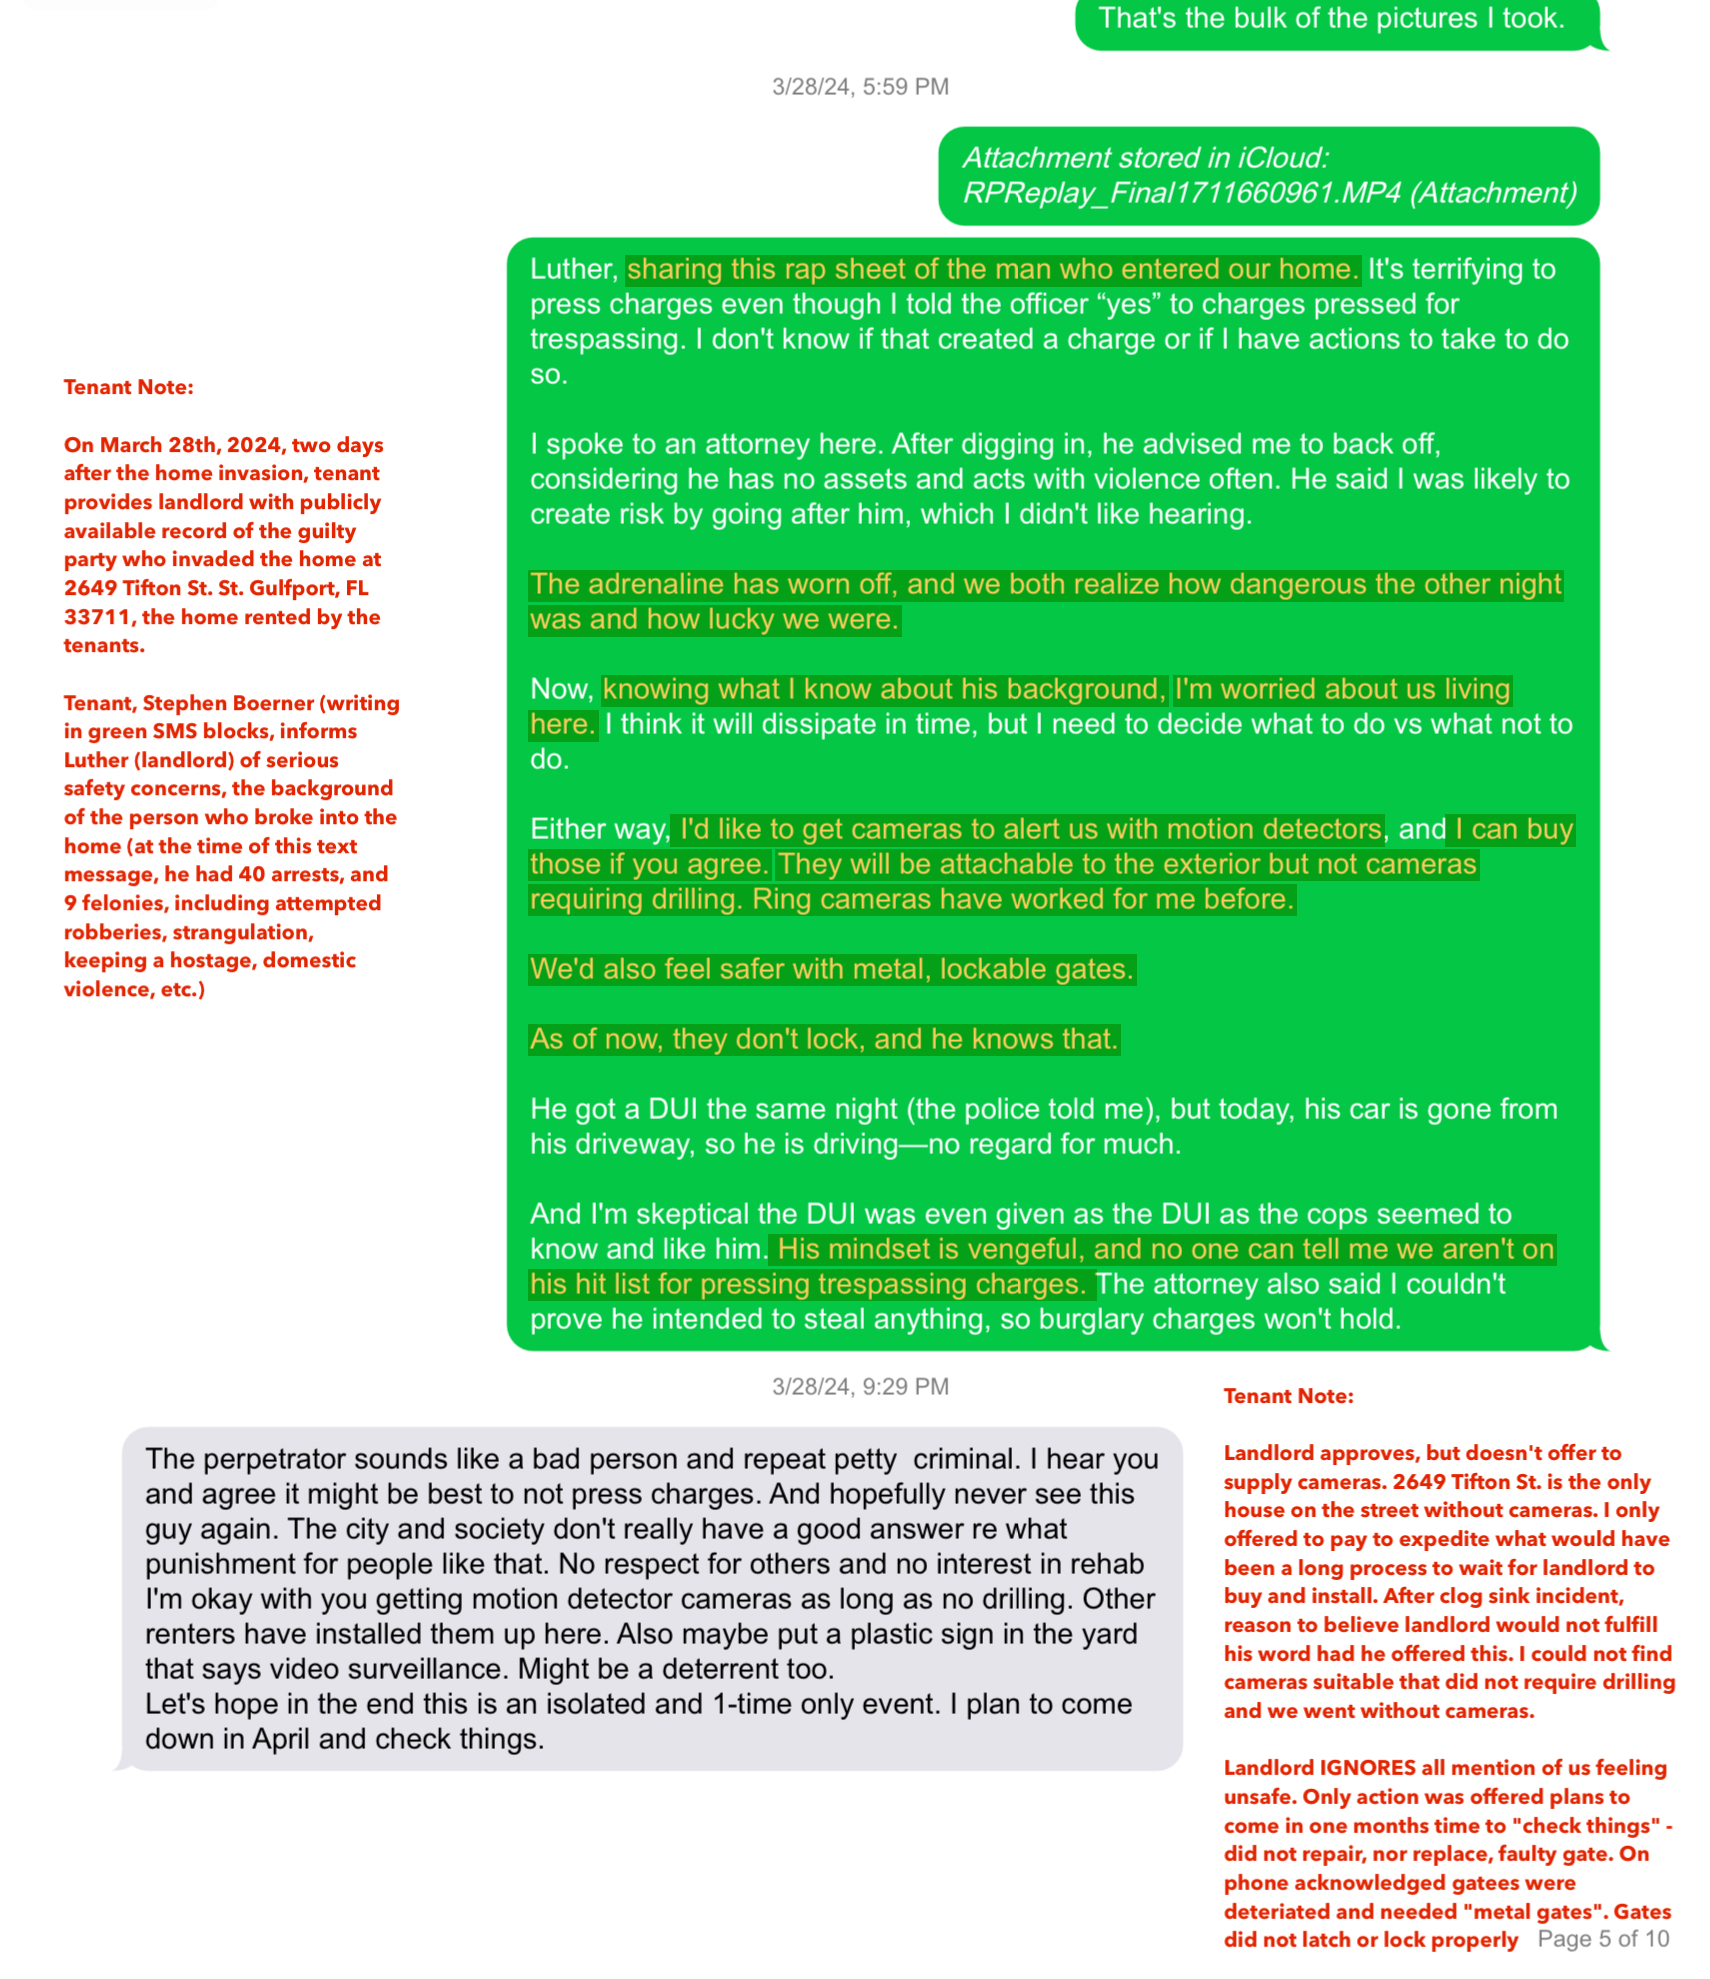 That's the bulk of the pictures I took.
3/28/24, 5:59 PM
Attachment stored in iCloud:
RPReplay_Final1711660961.MP4 (Attachment)
Luther, sharing this rap sheet of the man who entered our home. It's terrifying to
press charges even though I told the officer “yes” to charges pressed for
trespassing. I don't know if that created a charge or if I have actions to take to do
so.
I spoke to an attorney here. After digging in, he advised me to back off,
considering he has no assets and acts with violence often. He said I was likely to
create risk by going after him, which I didn't like hearing.
The adrenaline has worn off, and we both realize how dangerous the other night
was and how lucky we were.
Now, knowing what I know about his background, I'm worried about us living
here. I think it will dissipate in time, but I need to decide what to do vs what not to
do.
Either way, I'd like to get cameras to alert us with motion detectors, and I can buy
those if you agree. They will be attachable to the exterior but not cameras
requiring drilling. Ring cameras have worked for me before.
We'd also feel safer with metal, lockable gates.
As of now, they don't lock, and he knows that.
He got a DUI the same night (the police told me), but today, his car is gone from
his driveway, so he is driving—no regard for much.
And I'm skeptical the DUI was even given as the DUI as the cops seemed to
know and like him. His mindset is vengeful, and no one can tell me we aren't on
his hit list for pressing trespassing charges. The attorney also said I couldn't
prove he intended to steal anything, so burglary charges won't hold.
Tenant Note:
On March 28th, 2024, two days
after the home invasion, tenant
provides landlord with publicly
available record of the guilty
party who invaded the home at
2649 Tifton St. St. Gulfport, FL
33711, the home rented by the
tenants.
Tenant, Stephen Boerner (writing
in green SMS blocks, informs
Luther (landlord) of serious
safety concerns, the background
of the person who broke into the
home (at the time of this text
message, he had 40 arrests, and
9 felonies, including attempted
robberies, strangulation,
keeping a hostage, domestic
violence, etc.)
3/28/24, 9:29 PM
The perpetrator sounds like a bad person and repeat petty  criminal. I hear you
and agree it might be best to not press charges. And hopefully never see this
guy again. The city and society don't really have a good answer re what
punishment for people like that. No respect for others and no interest in rehab
I'm okay with you getting motion detector cameras as long as no drilling. Other
renters have installed them up here. Also maybe put a plastic sign in the yard
that says video surveillance. Might be a deterrent too.
Let's hope in the end this is an isolated and 1-time only event. I plan to come
down in April and check things.
Tenant Note:
Landlord approves, but doesn't offer to
supply cameras. 2649 Tifton St. is the only
house on the street without cameras. I only
offered to pay to expedite what would have
been a long process to wait for landlord to
buy and install. After clog sink incident,
reason to believe landlord would not fulfill
his word had he offered this. I could not find
cameras suitable that did not require drilling
and we went without cameras.
Landlord IGNORES all mention of us feeling
unsafe. Only action was offered plans to
come in one months time to "check things" -
did not repair, nor replace, faulty gate. On
phone acknowledged gatees were
deteriated and needed "metal gates". Gates
did not latch or lock properly
Page 5 of 10